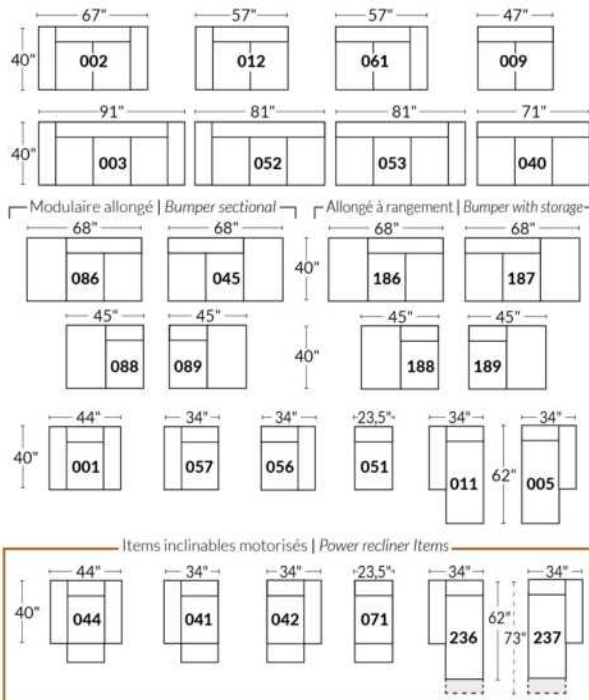 67" 57" 57" 47"
40" 002 012 061 009
91" 81" 81" 71"
40" 003 052 053 040
Modulaire allongé | Bumper sectional Allongé à rangement | Bumper with storage
68" 68" 68" 68"
086 045 40" 186 187
45" 45" 45" 45"
088 089 40" 188 189
44" 34" 34" 23,5" 34" 34"
40" 001 057 056 051 011 62" 005
Items inclinables motorisés | Power recliner Items
44" 34" 34" 23,5" 34" 34"
40" 044 041 042 071 236 62" 73" 237